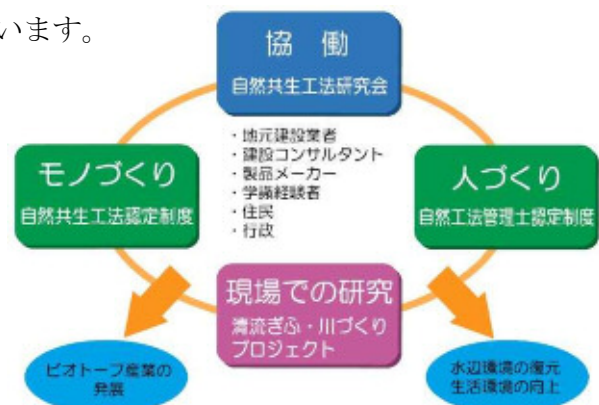 います。
協 働
自然共生工法研究会
・地元建設業者
・建設コンサルタント
・製品メーカー
・学識経験者
・住民
・行政
モノづくり
自然共生工法認定制度
人づくり
自然工法管理士認定制度
現場での研究
清流ぎふ・川づくり
プロジェクト
ビオトープ産業の
発展
水辺環境の復元
生活環境の向上